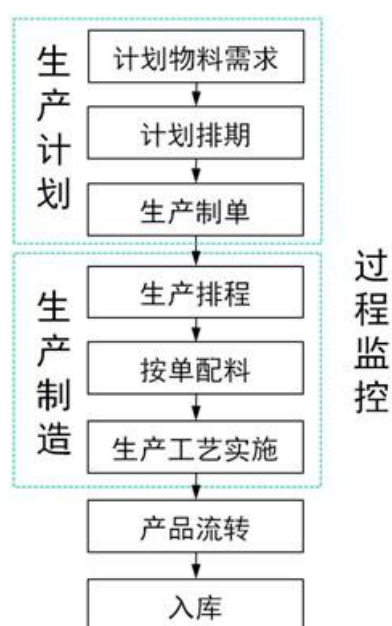 生产计划
计划物料需求
计划排期
生产制单
生产制造
生产排程
按单配料
生产工艺实施
过程监控
产品流转
入库